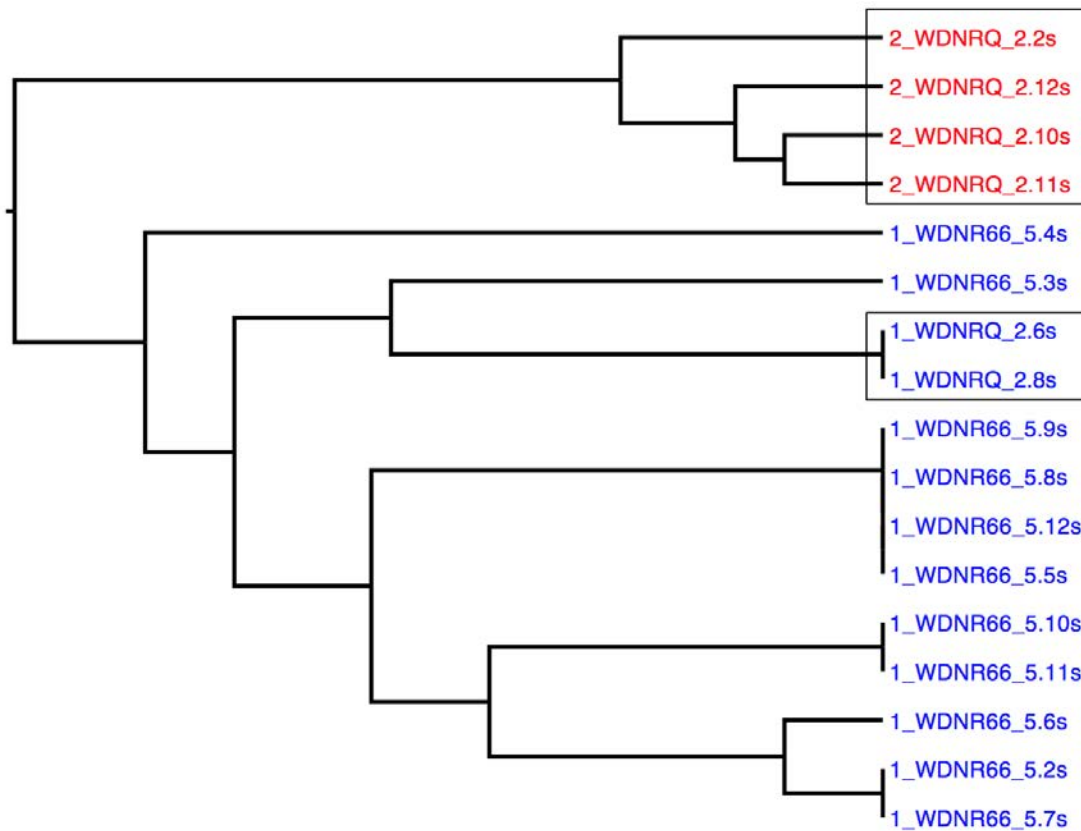 2_WDNRQ_2.2s
2_WDNRQ_2.12s
2_WDNRQ_2.10s
2_WDNRQ_2.11s
1_WDNR66_5.4s
1_WDNR66_5.3s
1_WDNRQ_2.6s
1_WDNRQ_2.8s
1_WDNR66_5.9s
1_WDNR66_5.8s
1_WDNR66_5.12s
1_WDNR66_5.5s
1_WDNR66_5.10s
1_WDNR66_5.11s
1_WDNR66_5.6s
1_WDNR66_5.2s
1_WDNR66_5.7s